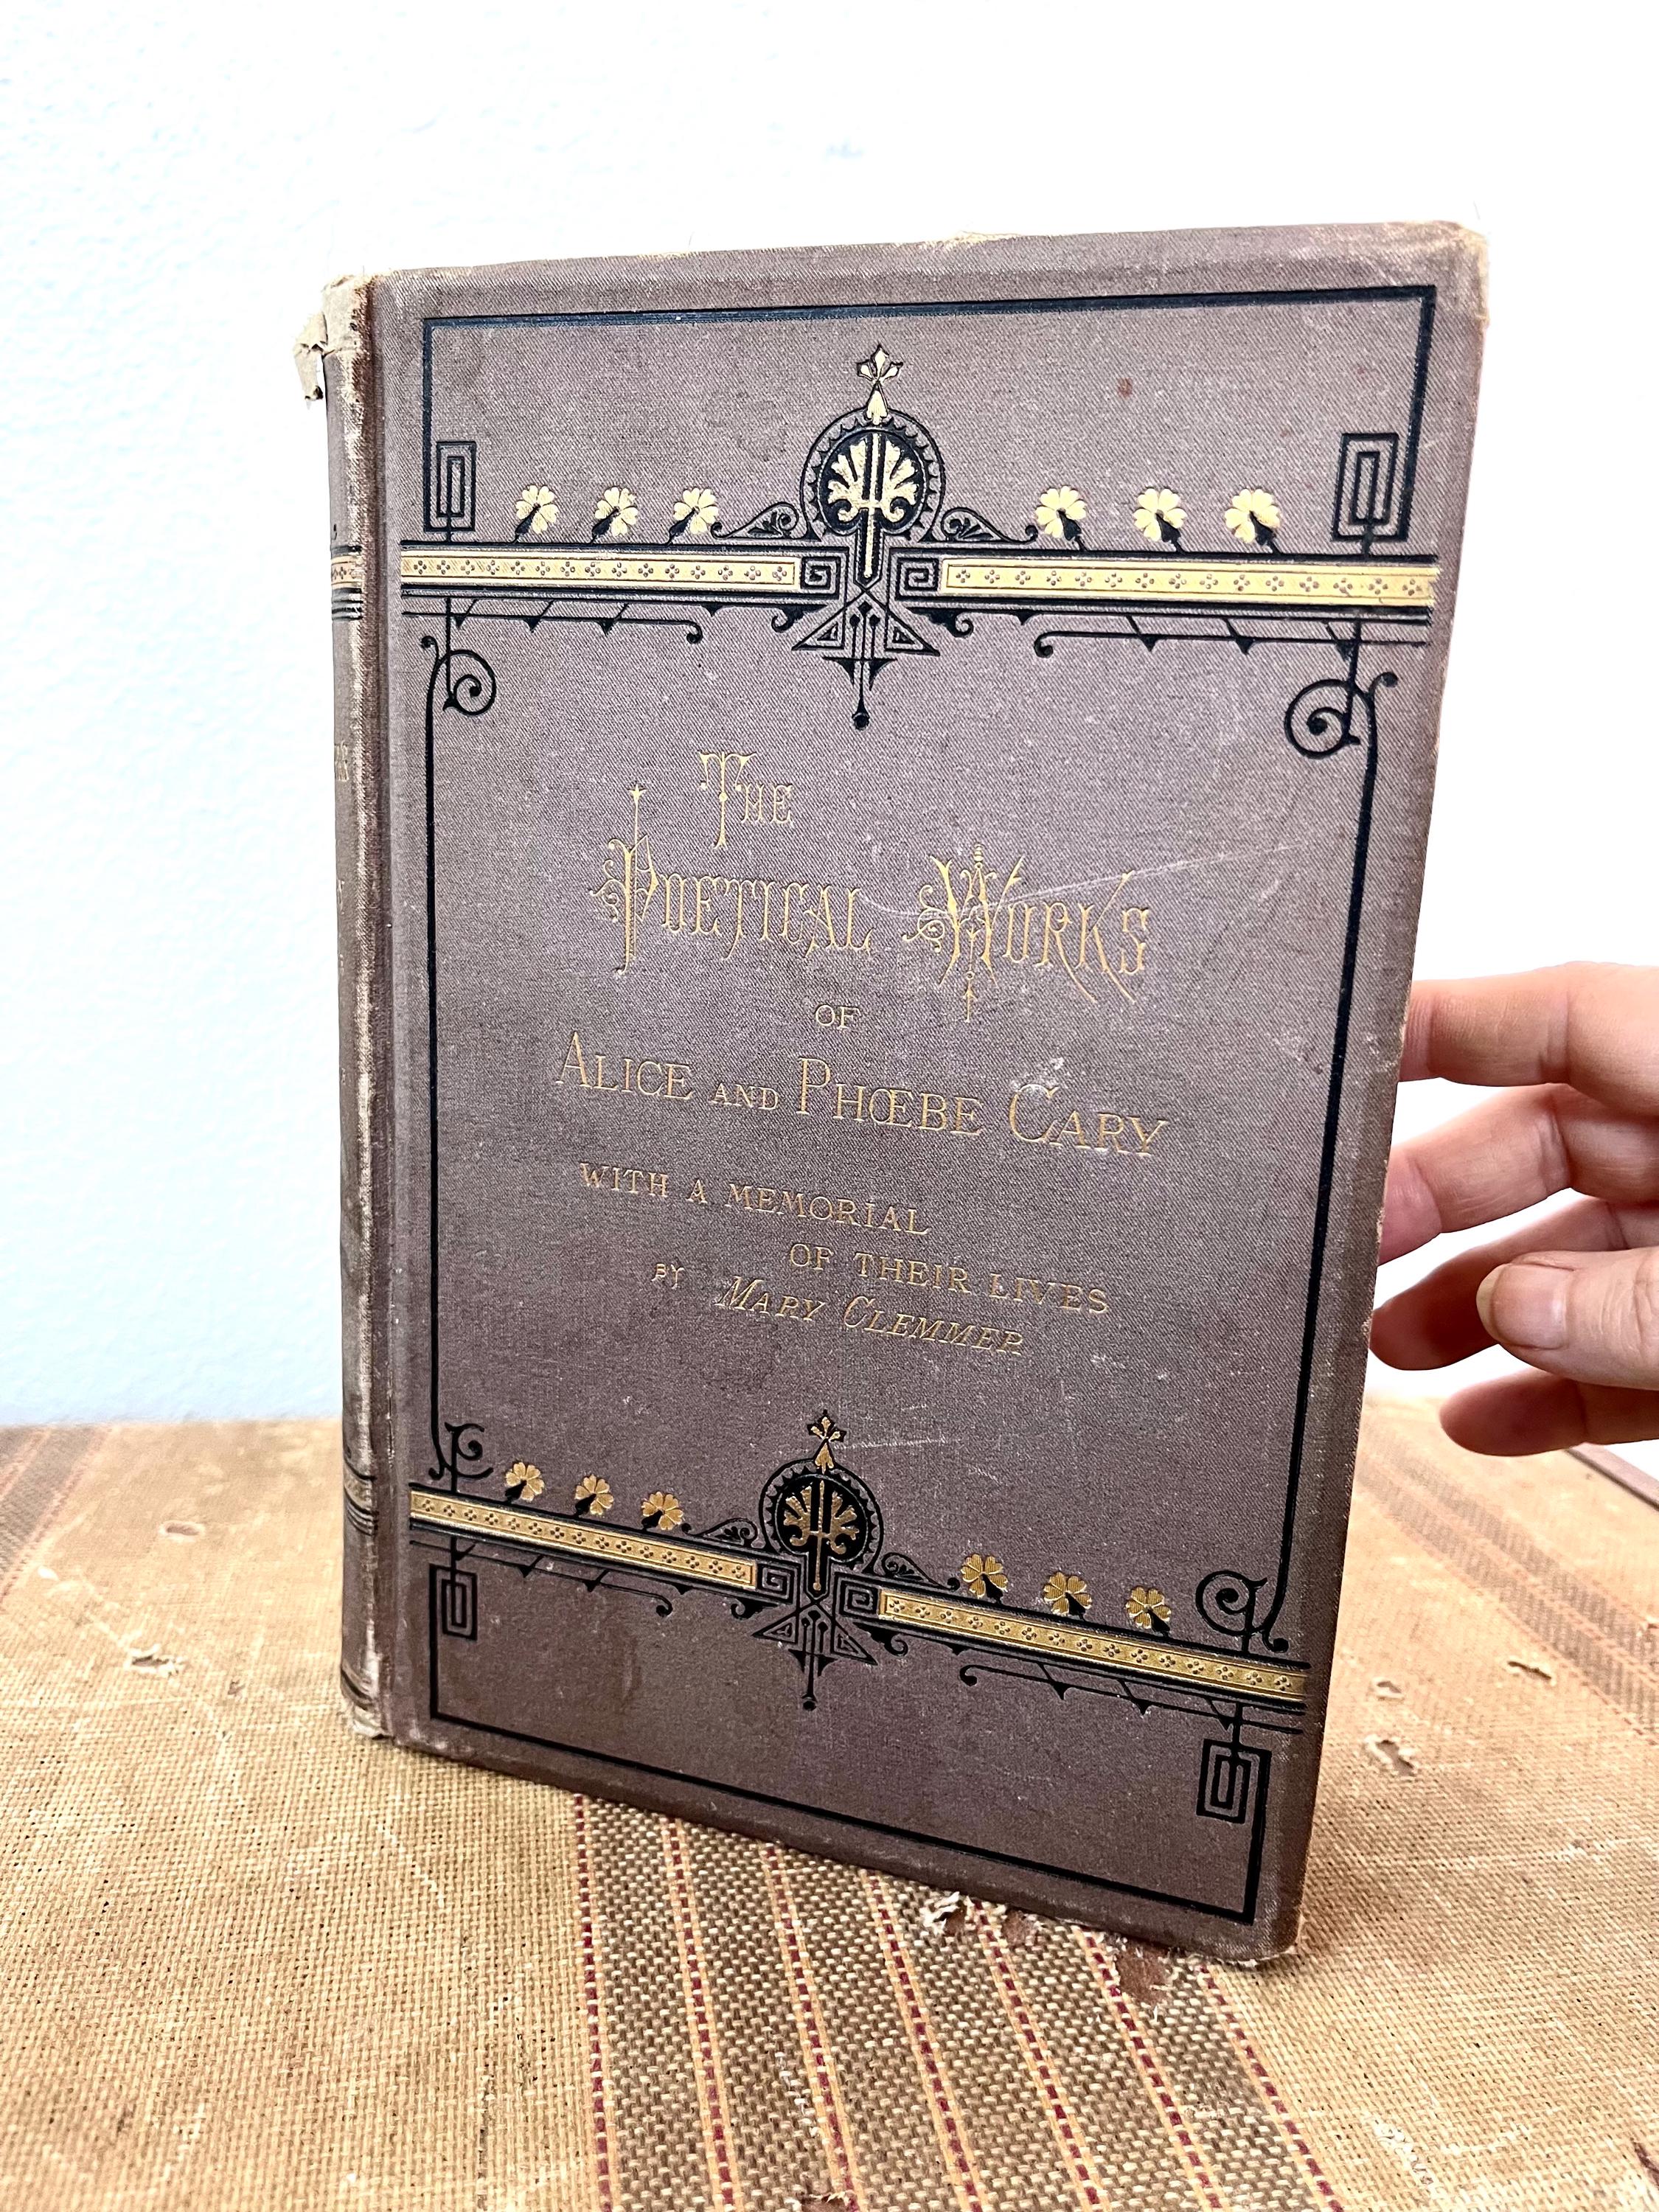 THE
POETICAL WORKS
OF
ALICE AND PHŒBE CARY
WITH A MEMORIAL
OF THEIR LIVES
BY MARY CLEMMER